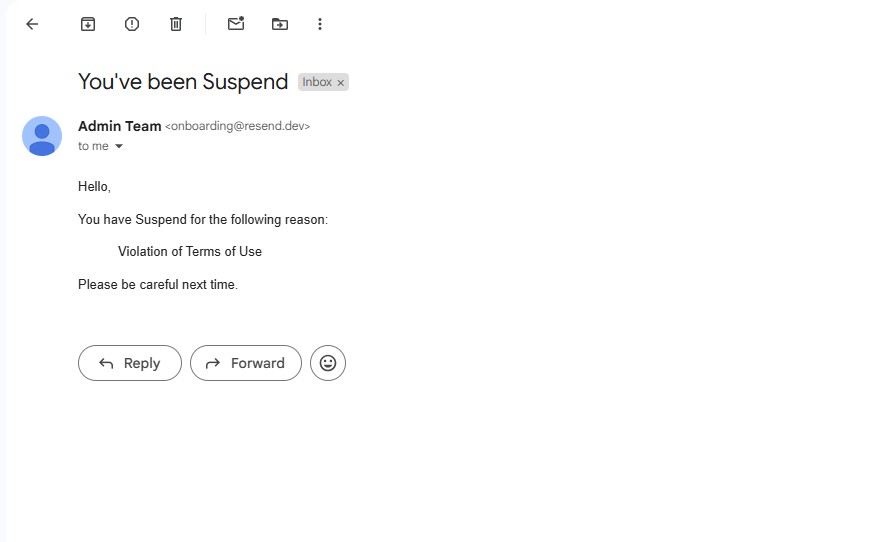 You've been Suspend Inbox ×
Admin Team <onboarding@resend.dev>
to me
Hello,
You have Suspend for the following reason:
Violation of Terms of Use
Please be careful next time.
Reply Forward